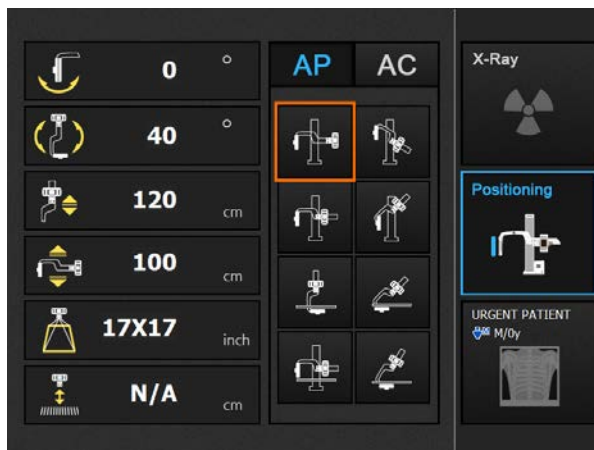 0 °
40 °
120 cm
100 cm
17X17 inch
N/A cm
AP AC
X-Ray
Positioning
URGENT PATIENT
M/0y